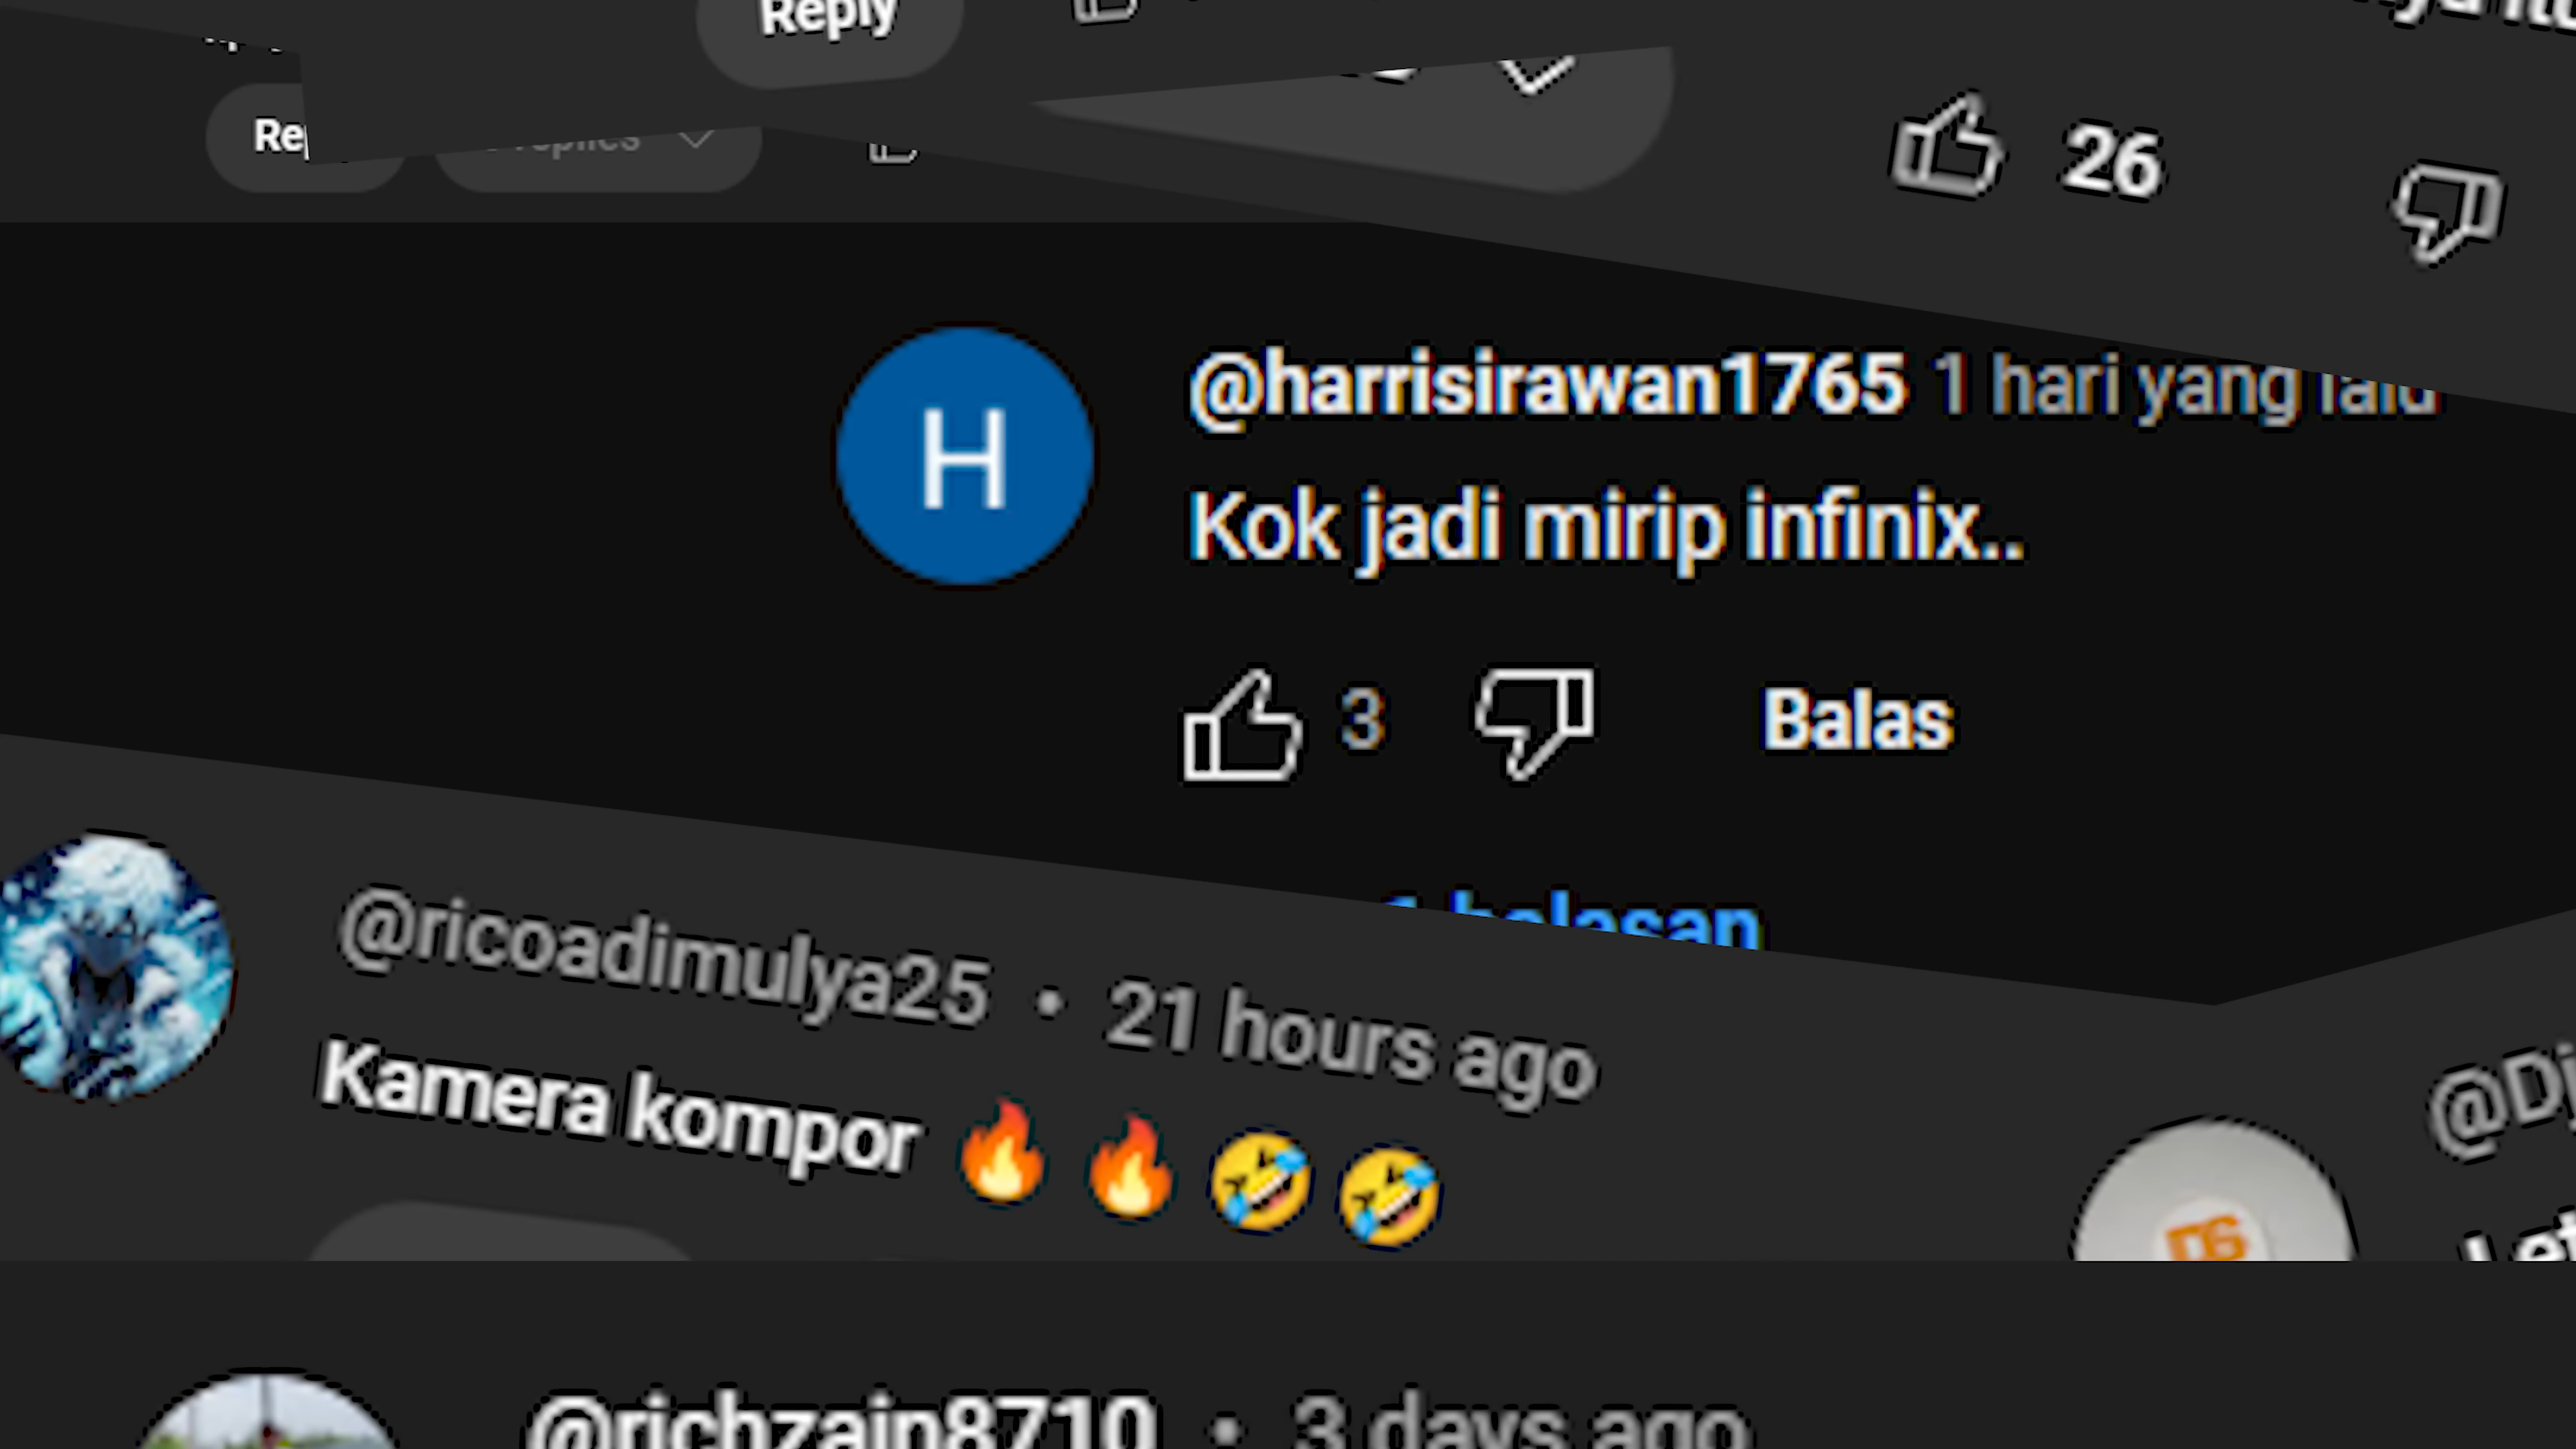 Reply
26
@harrisirawan1765 1 hari yang lalu
Kok jadi mirip infinix..
3 Balas
1 balasan
@ricoadimulya25 • 21 hours ago
Kamera kompor 🔥🔥🤣🤣
D6
@richzain8710 • 3 days ago